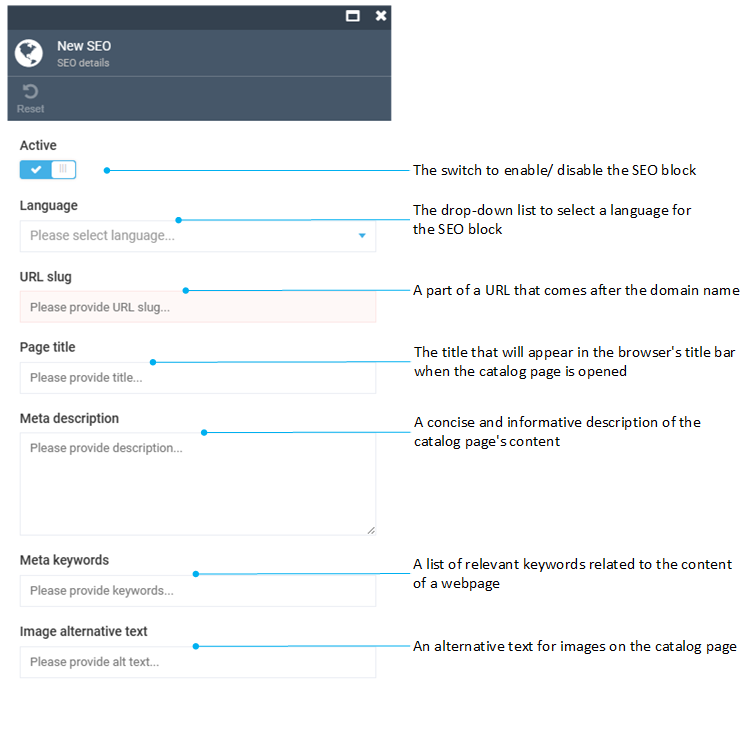 New SEO
SEO details
Reset
Active
The switch to enable/ disable the SEO block
Language
The drop-down list to select a language for
the SEO block
Please select language...
URL slug
A part of a URL that comes after the domain name
Please provide URL slug...
Page title
The title that will appear in the browser's title bar
when the catalog page is opened
Please provide title...
Meta description
A concise and informative description of the
catalog page's content
Please provide description...
Meta keywords
A list of relevant keywords related to the content
of a webpage
Please provide keywords...
Image alternative text
An alternative text for images on the catalog page
Please provide alt text...